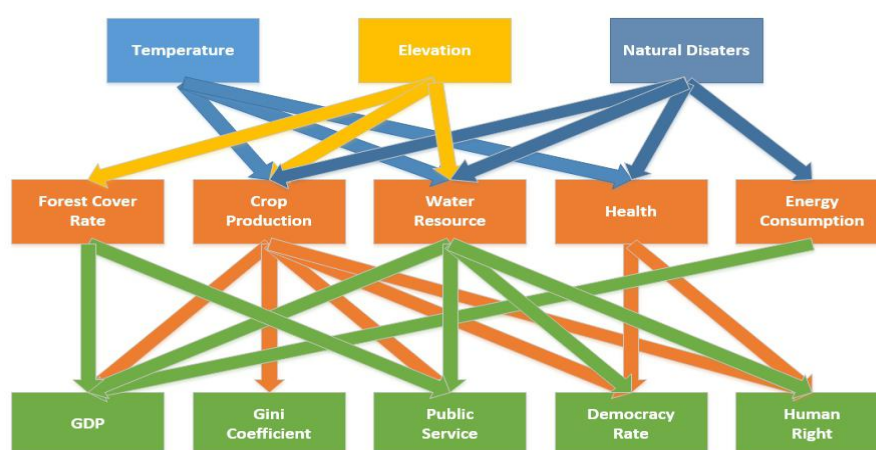 Temperature
Elevation
Natural Disaters
Forest Cover
Rate
Crop
Production
Water
Resource
Health
Energy
Consumption
GDP
Gini
Coefficient
Public
Service
Democracy
Rate
Human
Right